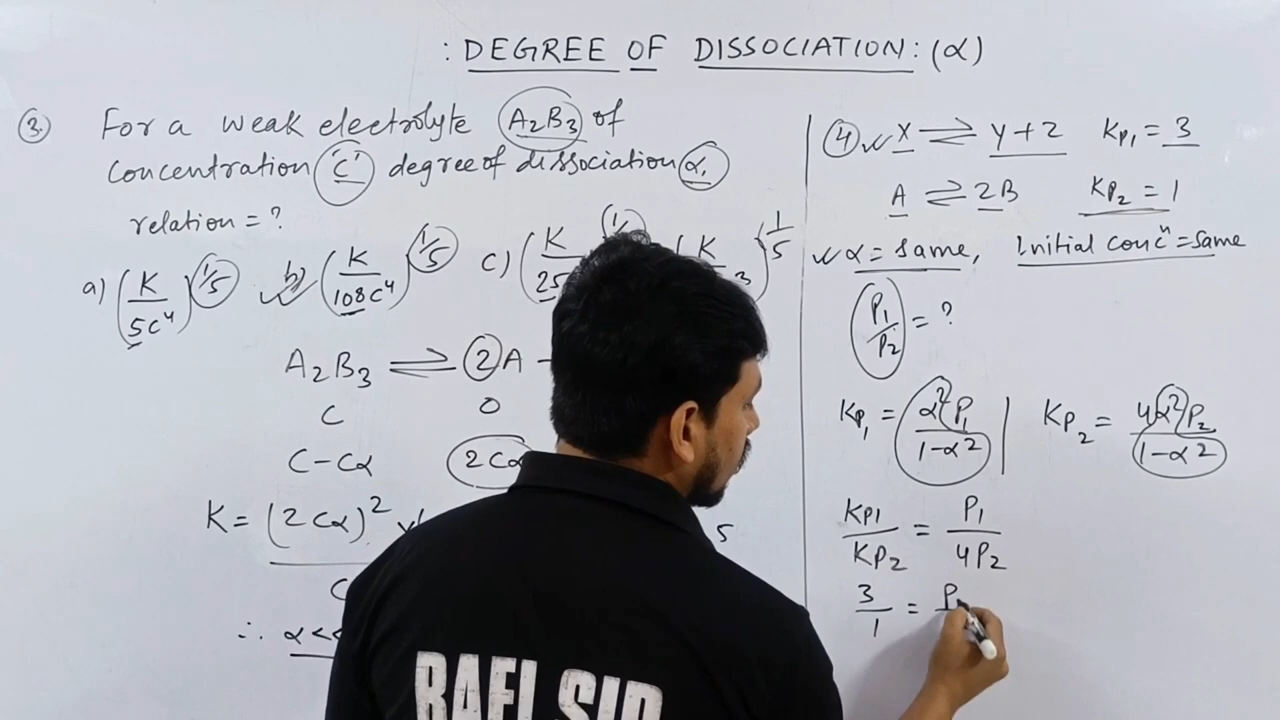 : DEGREE OF DISSOCIATION: (α)
3. For a weak electrolyte A2B3 of
concentration 'c' degree of dissociation α,
relation = ?
a) (K/5c⁴)^1/5 b) (K/108c⁴)^1/5 c) (K/25 (K/ 3)^1/5
A2B3 ⇌ 2A
C 0
C-Cα 2Cα
K = (2Cα)² x 5
C
∴ α<<
4 X ⇌ Y+Z Kp1 = 3
A ⇌ 2B Kp2 = 1
α = same, Initial concⁿ = same
P1/P2 = ?
Kp1 = α²P1/1-α² | Kp2 = 4α²P2/1-α²
KP1/KP2 = P1/4P2
3/1 = P
RAEL SIR